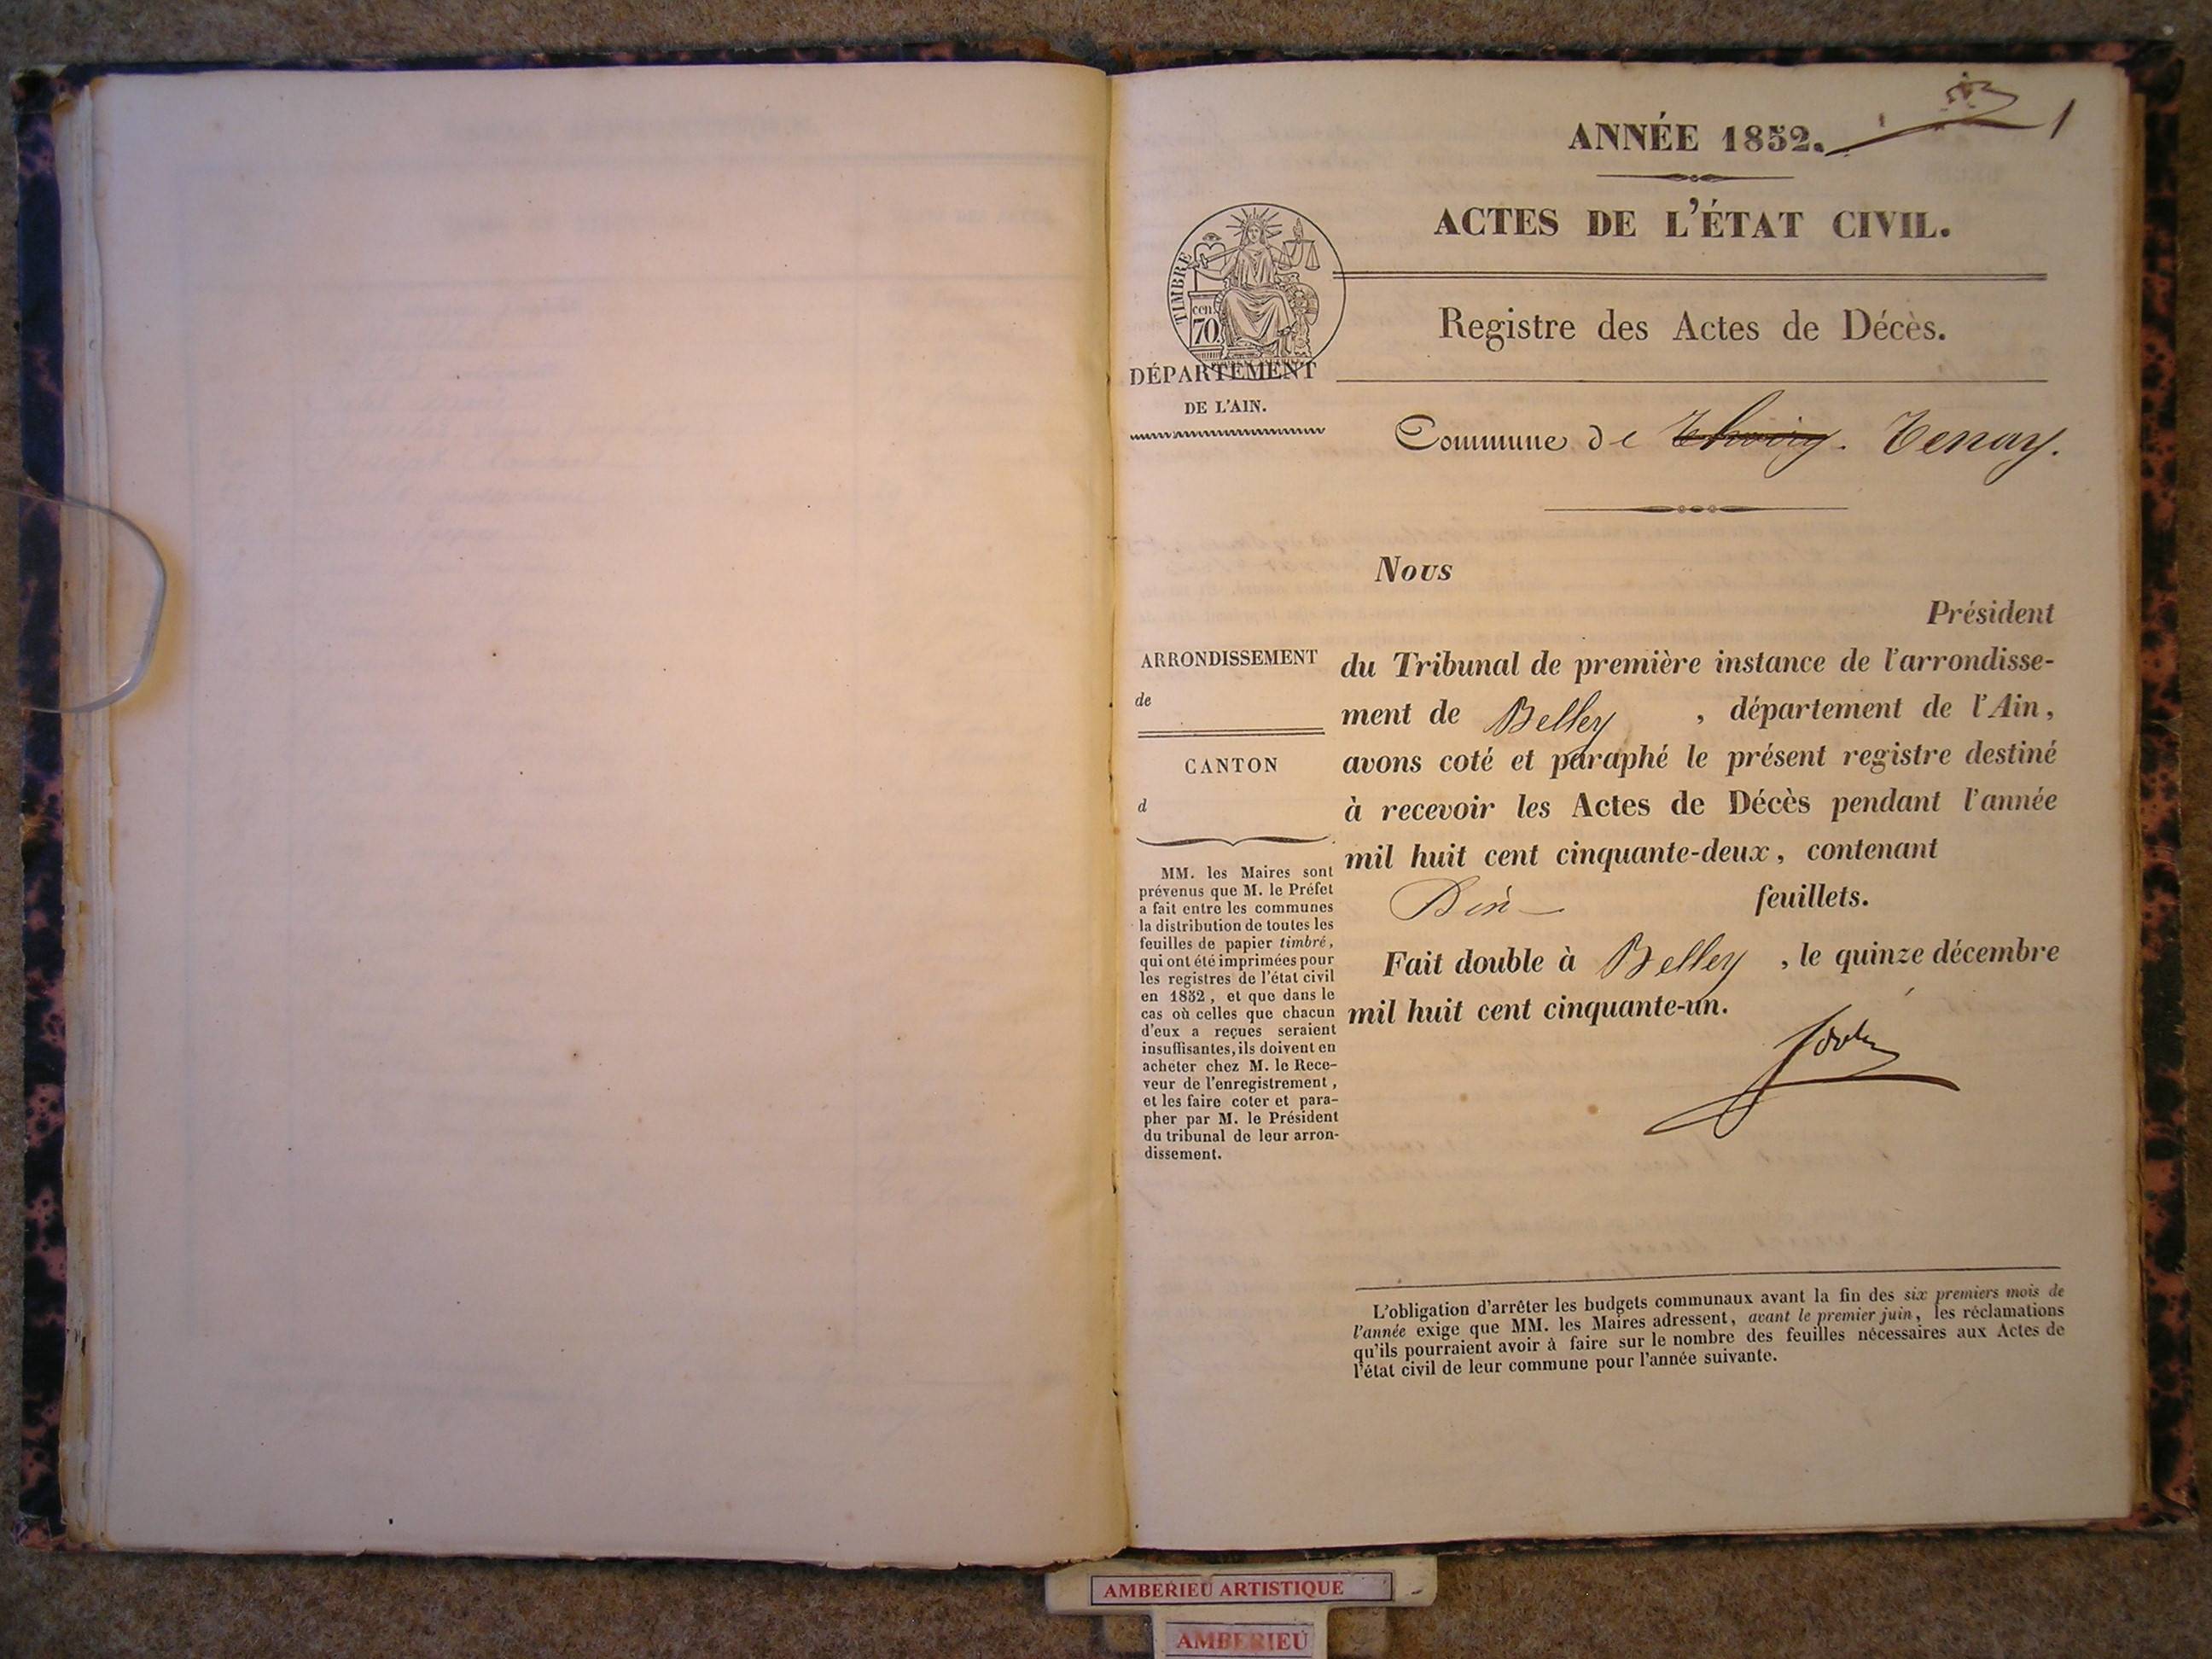 1
ANNÉE 1852.
ACTES DE L'ÉTAT CIVIL.
TIMBRE
cen.
70.
Registre des Actes de Décès.
DÉPARTEMENT
DE L'AIN.
Commune de Thoiry. Tenay.
Nous
Président
ARRONDISSEMENT
de
CANTON
d
du Tribunal de première instance de l'arrondisse-
ment de Belley , département de l'Ain,
avons coté et paraphé le présent registre destiné
à recevoir les Actes de Décès pendant l'année
mil huit cent cinquante-deux, contenant
feuillets.
Fait double à Belley , le quinze décembre
mil huit cent cinquante-un.
MM. les Maires sont
prévenus que M. le Préfet
a fait entre les communes
la distribution de toutes les
feuilles de papier timbré,
qui ont été imprimées pour
les registres de l'état civil
en 1852, et que dans le
cas où celles que chacun
d'eux a reçues seraient
insuffisantes, ils doivent en
acheter chez M. le Rece-
veur de l'enregistrement,
et les faire coter et para-
pher par M. le Président
du tribunal de leur arron-
dissement.
L'obligation d'arrêter les budgets communaux avant la fin des six premiers mois de
l'année exige que MM. les Maires adressent, avant le premier juin, les réclamations
qu'ils pourraient avoir à faire sur le nombre des feuilles nécessaires aux Actes de
l'état civil de leur commune pour l'année suivante.
AMBERIEU ARTISTIQUE
AMBERIEU